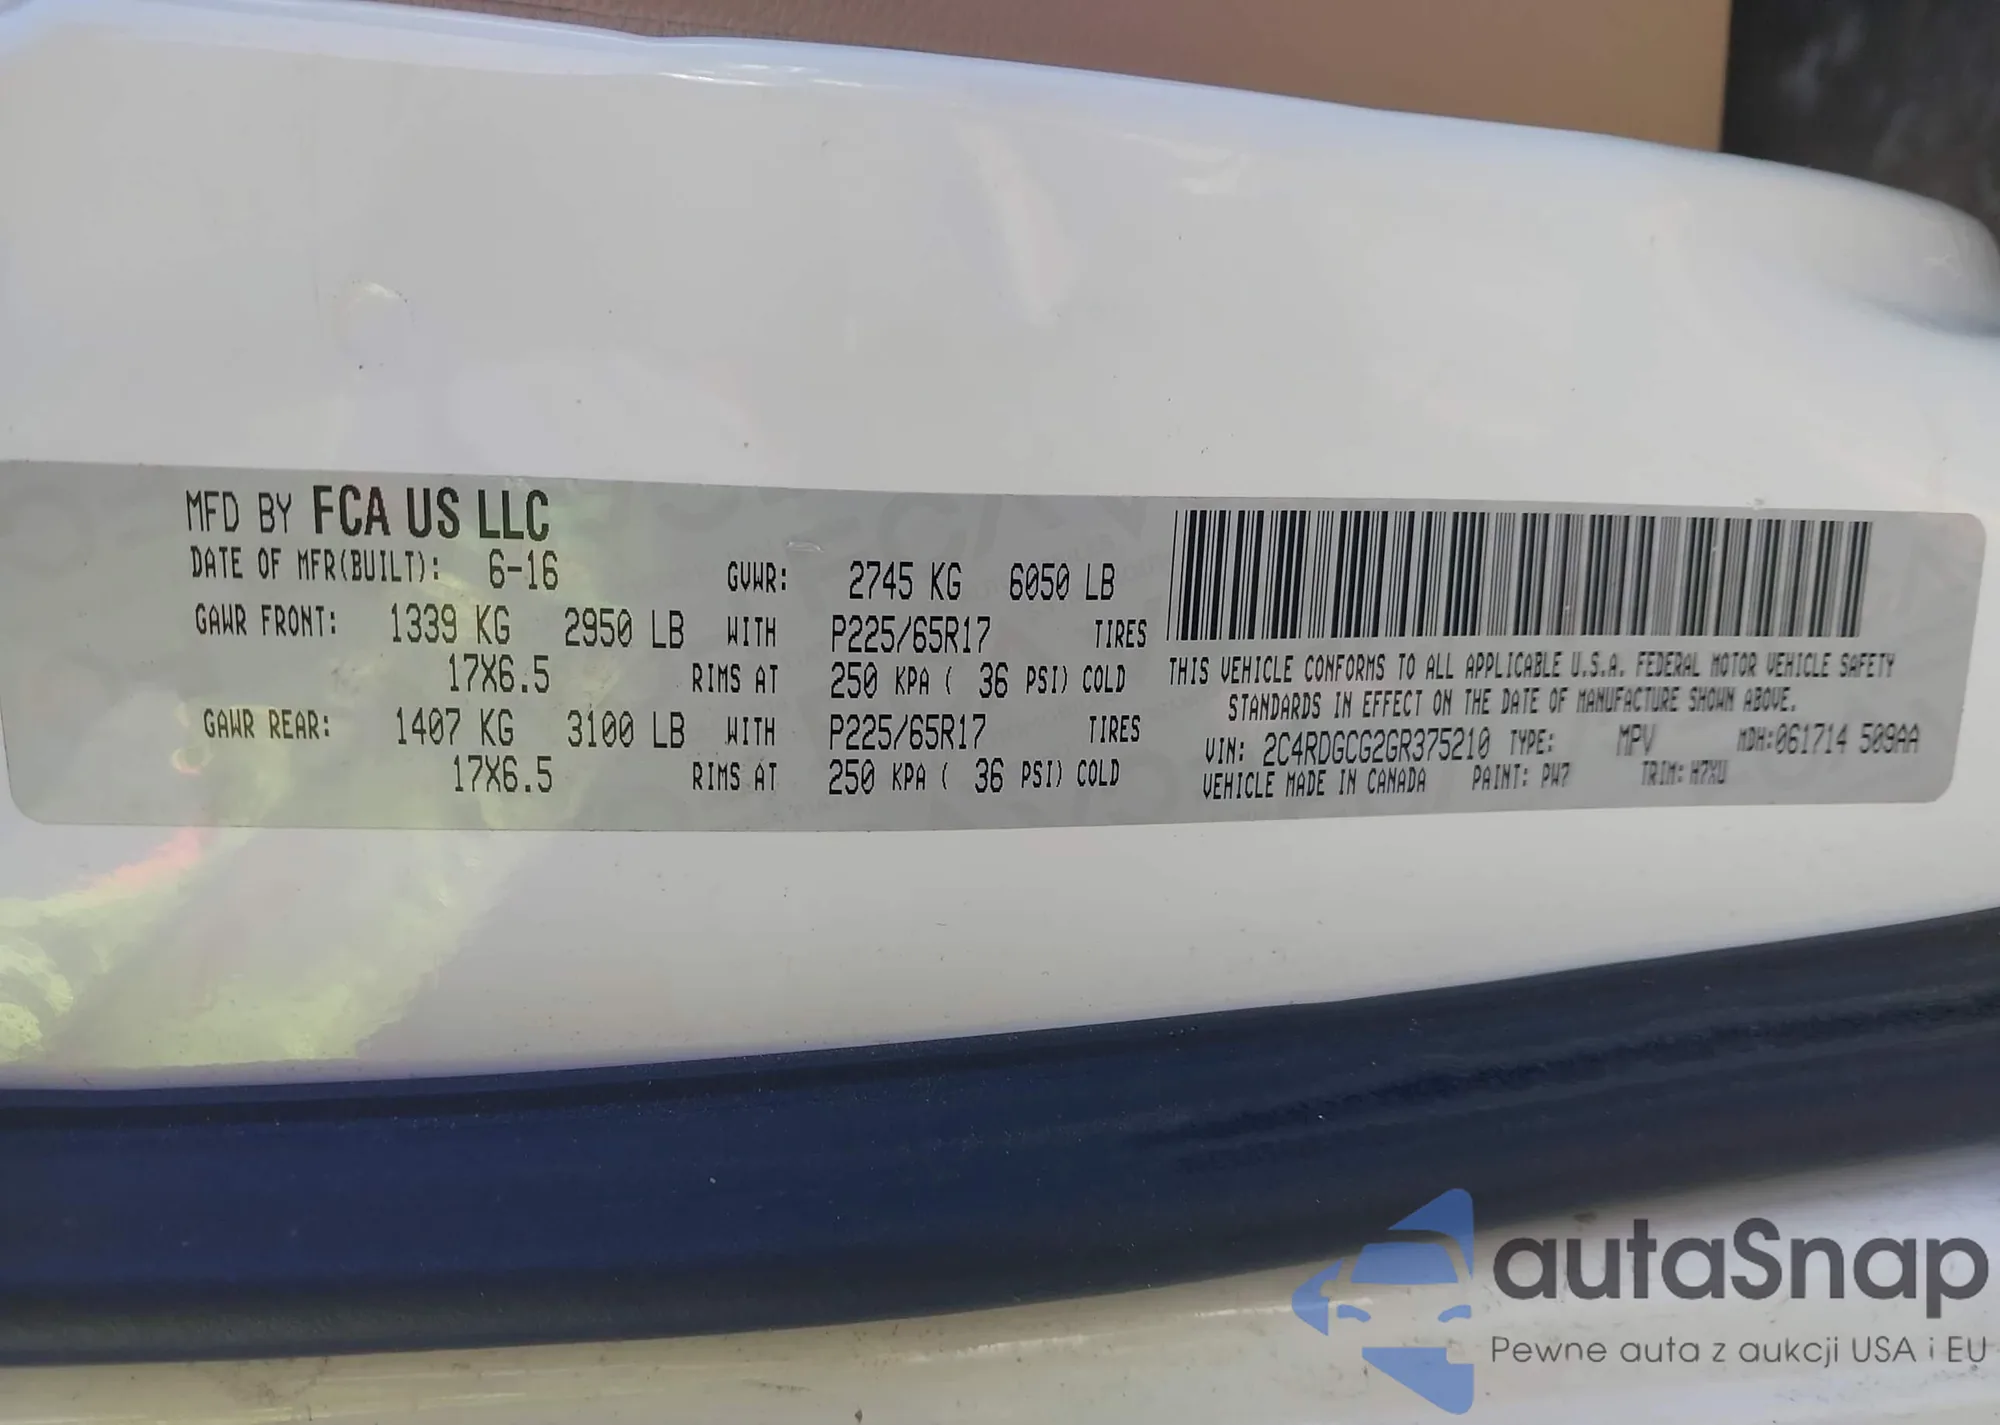 MFD BY FCA US LLC
DATE OF MFR(BUILT): 6-16 GVWR: 2745 KG 6050 LB
GAWR FRONT: 1339 KG 2950 LB WITH P225/65R17 TIRES
17X6.5 RIMS AT 250 KPA ( 36 PSI) COLD
GAWR REAR: 1407 KG 3100 LB WITH P225/65R17 TIRES
17X6.5 RIMS AT 250 KPA ( 36 PSI) COLD
THIS VEHICLE CONFORMS TO ALL APPLICABLE U.S.A. FEDERAL MOTOR VEHICLE SAFETY
STANDARDS IN EFFECT ON THE DATE OF MANUFACTURE SHOWN ABOVE.
VIN: 2C4RDGCG2GR375210 TYPE: MPV MDH:061714 509AA
VEHICLE MADE IN CANADA PAINT: PW7 TRIM: H7XU
autaSnap
Pewne auta z aukcji USA i EU